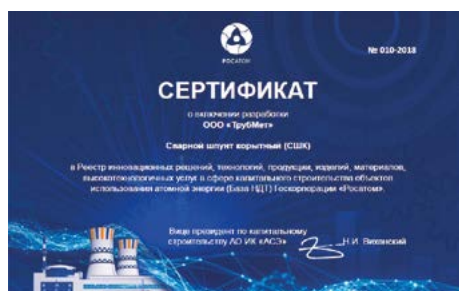 № 010-2018
РОСАТОМ
СЕРТИФИКАТ
о включении разработки
ООО «ТрубМет»
Сварной шпунт корытный (СШК)
в Реестр инновационных решений, технологий, продукции, изделий, материалов,
высокотехнологичных услуг в сфере капитального строительства объектов
использования атомной энергии (База НДТ) Госкорпорации «Росатом».
Вице президент по капитальному
строительству АО ИК «АСЭ»
Н.И. Виханский